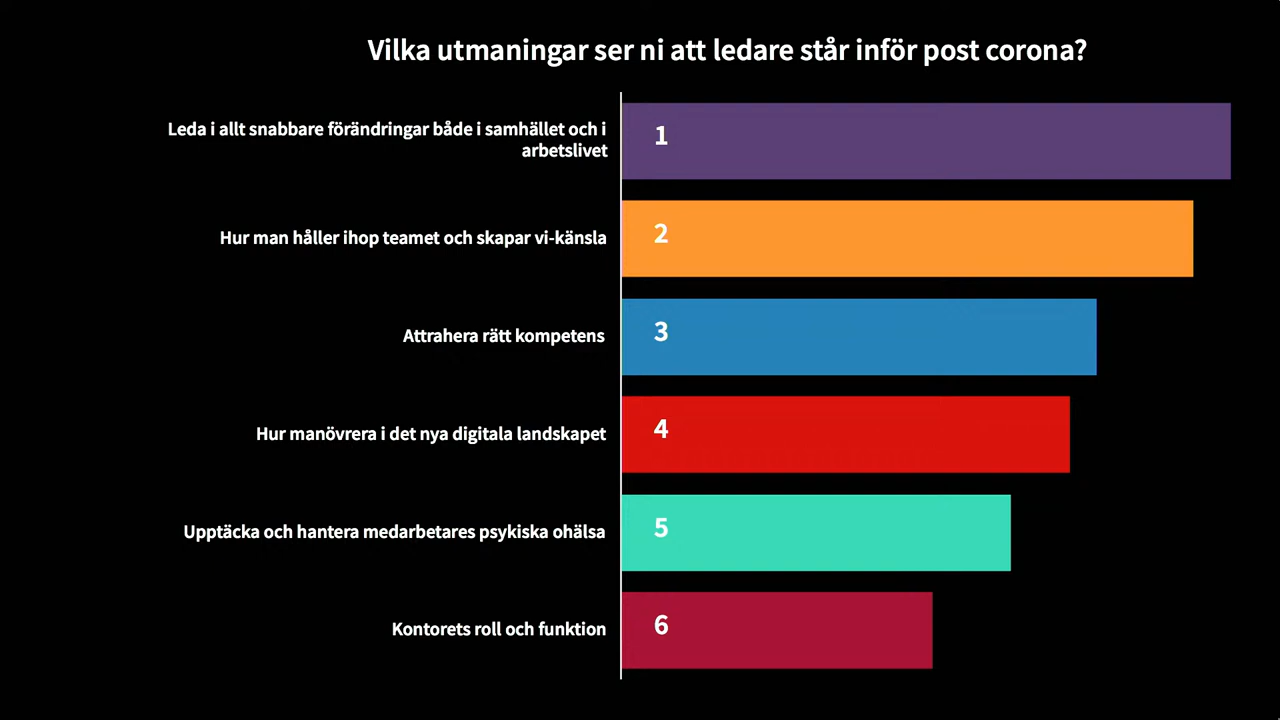 Vilka utmaningar ser ni att ledare står inför post corona?
Leda i allt snabbare förändringar både i samhället och i
arbetslivet
1
Hur man håller ihop teamet och skapar vi-känsla
2
Attrahera rätt kompetens
3
Hur manövrera i det nya digitala landskapet
4
Upptäcka och hantera medarbetares psykiska ohälsa
5
Kontorets roll och funktion
6